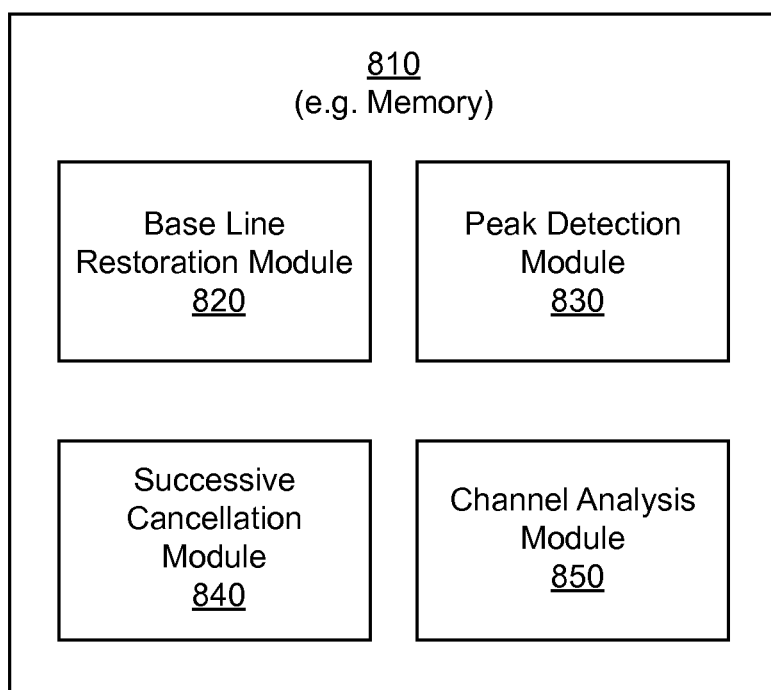 810
(e.g. Memory)
Base Line
Restoration Module
820
Peak Detection
Module
830
Successive
Cancellation
Module
840
Channel Analysis
Module
850